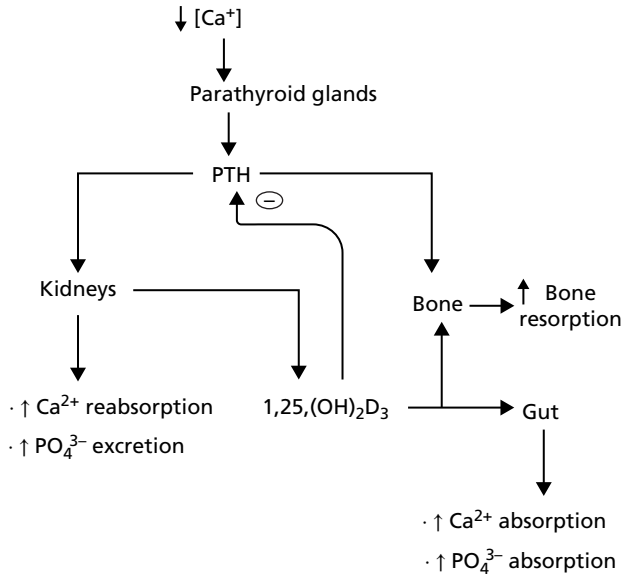 ↓ [Ca⁺]
Parathyroid glands
PTH
−
Kidneys
Bone
↑ Bone
resorption
· ↑ Ca²⁺ reabsorption
· ↑ PO₄³⁻ excretion
1,25,(OH)₂D₃
Gut
· ↑ Ca²⁺ absorption
· ↑ PO₄³⁻ absorption